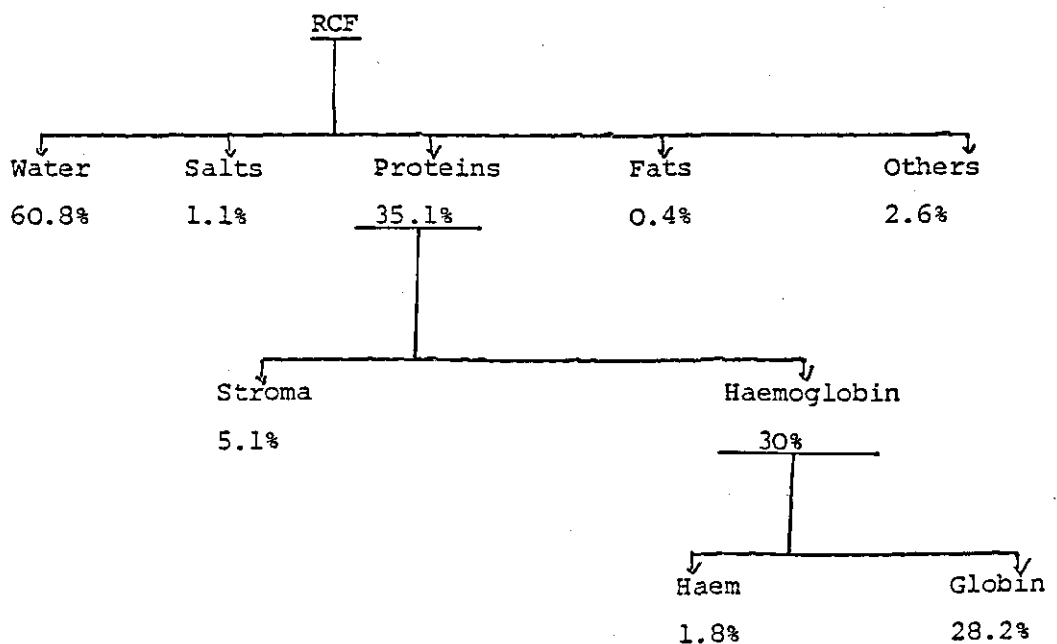 RCF
Water Salts Proteins Fats Others
60.8% 1.1% 35.1% 0.4% 2.6%
Stroma Haemoglobin
5.1% 30%
Haem Globin
1.8% 28.2%